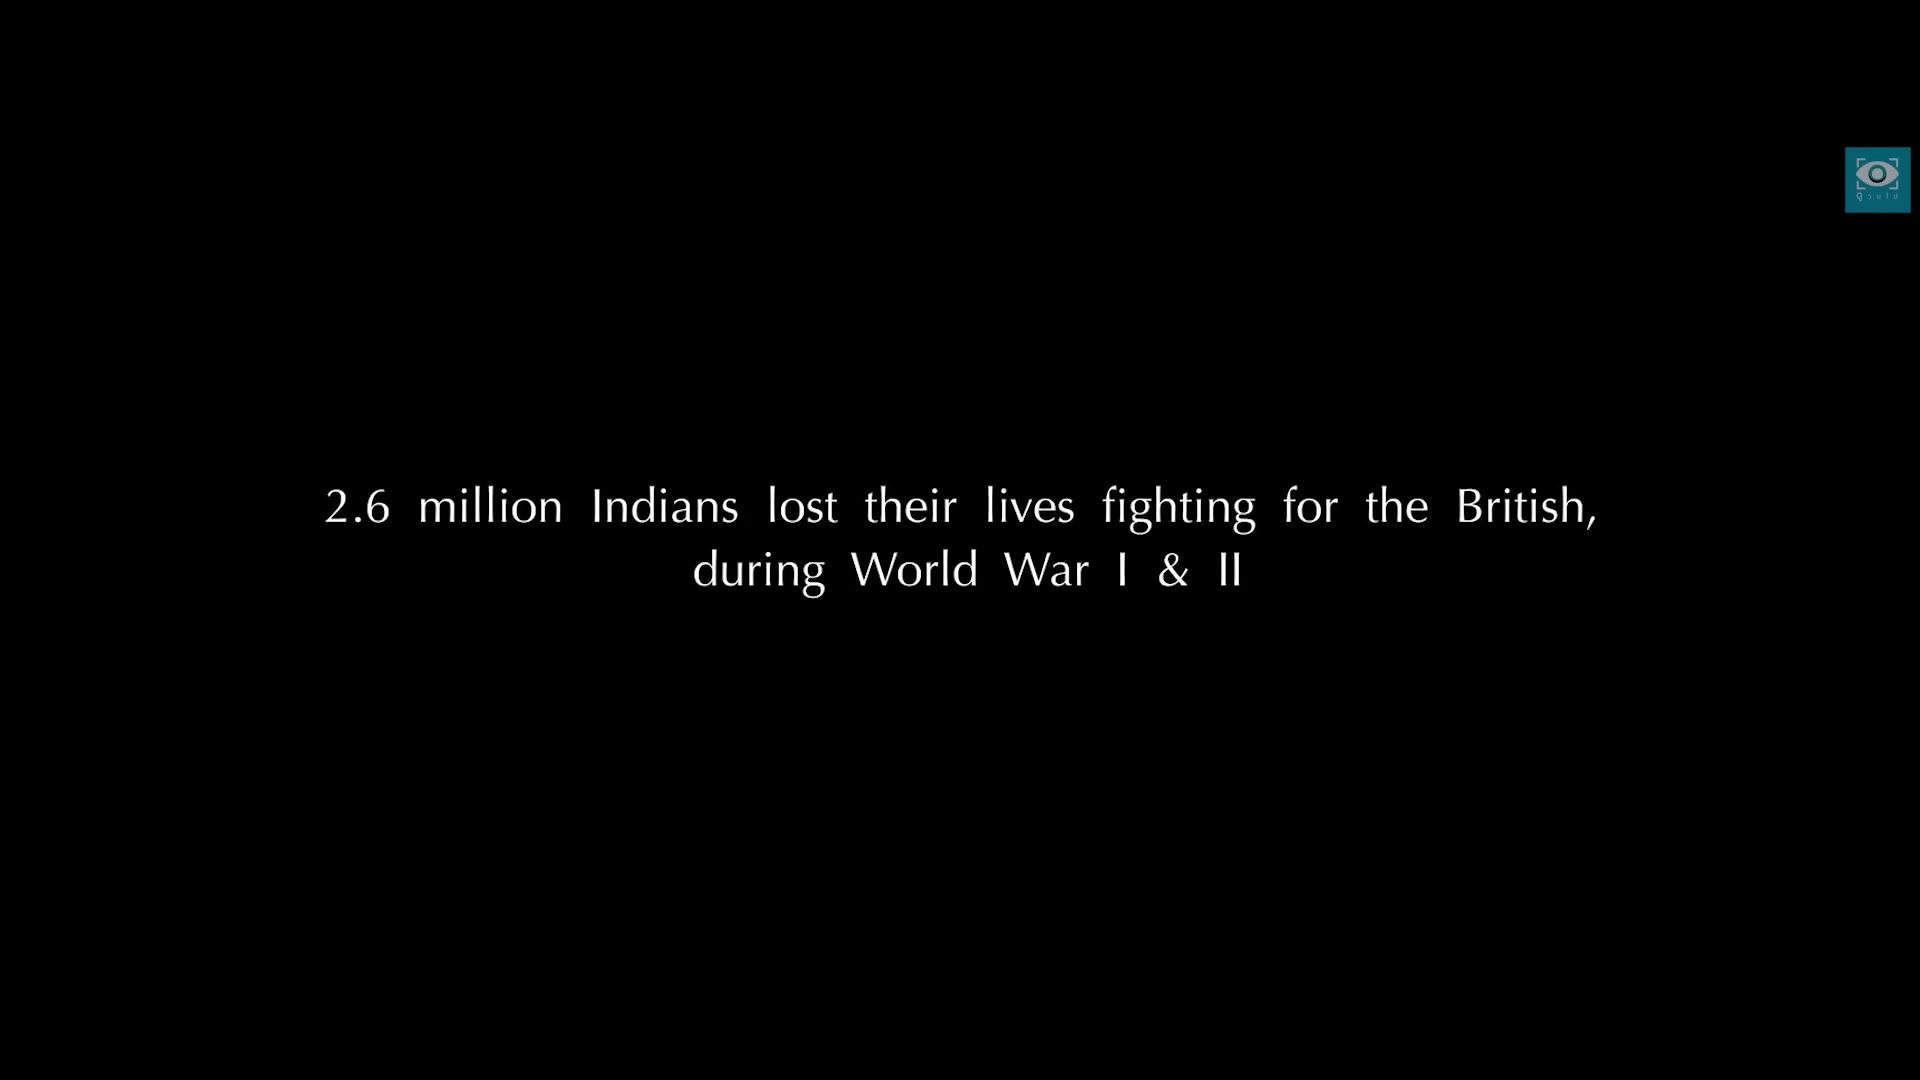 2.6 million Indians lost their lives fighting for the British,
during World War I & II